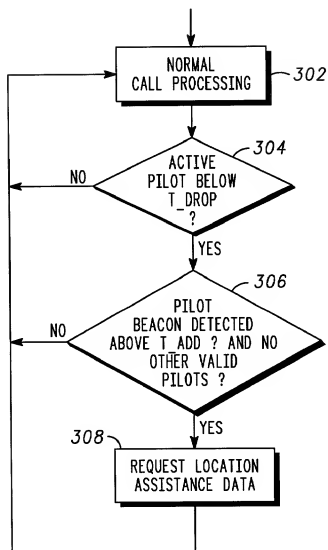 NORMAL
CALL PROCESSING
302
304
ACTIVE
PILOT BELOW
T_DROP
?
NO
YES
306
PILOT
BEACON DETECTED
ABOVE T_ADD ? AND NO
OTHER VALID
PILOTS ?
NO
YES
308
REQUEST LOCATION
ASSISTANCE DATA